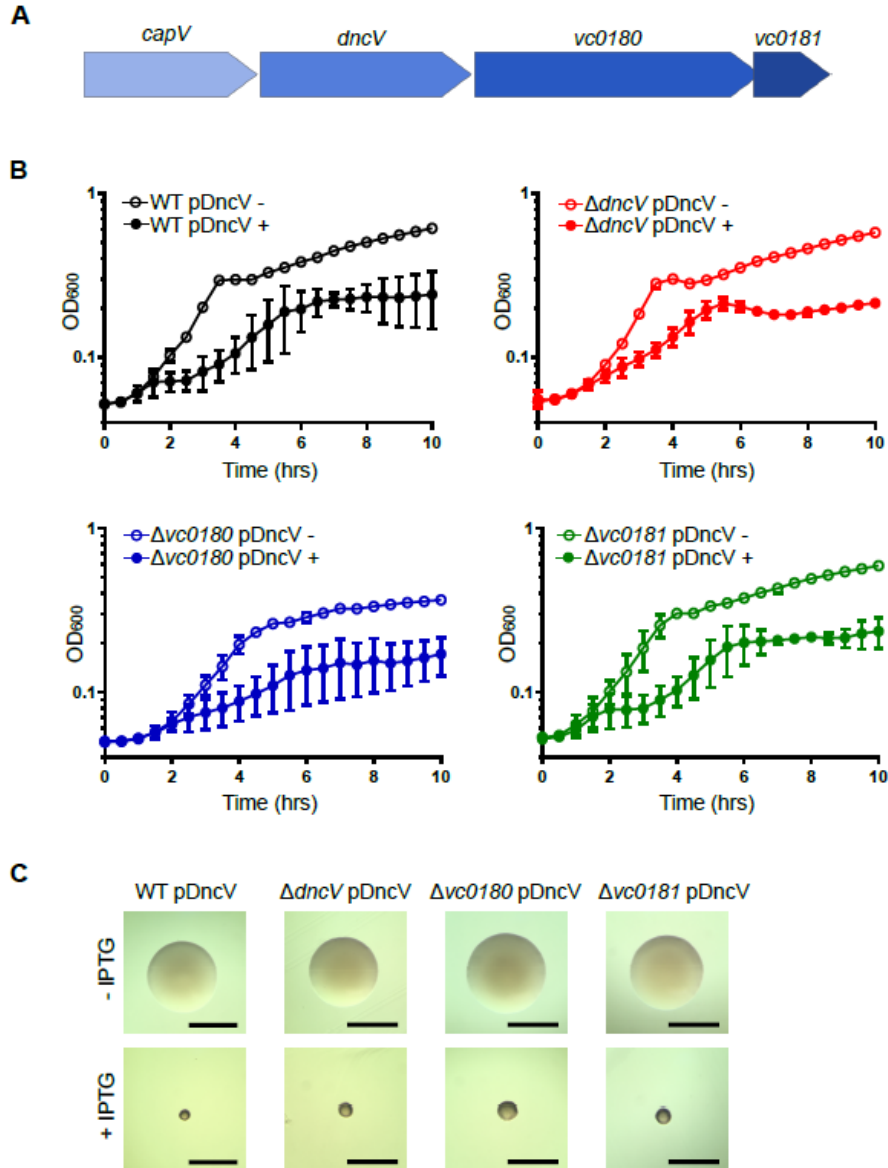 A
capV dncV vc0180 vc0181
B
WT pDncV -
WT pDncV +
1
0.1
OD600
0 2 4 6 8 10
Time (hrs)
ΔdncV pDncV -
ΔdncV pDncV +
1
0.1
OD600
0 2 4 6 8 10
Time (hrs)
Δvc0180 pDncV -
Δvc0180 pDncV +
1
0.1
OD600
0 2 4 6 8 10
Time (hrs)
Δvc0181 pDncV -
Δvc0181 pDncV +
1
0.1
OD600
0 2 4 6 8 10
Time (hrs)
C
WT pDncV ΔdncV pDncV Δvc0180 pDncV Δvc0181 pDncV
- IPTG
+ IPTG